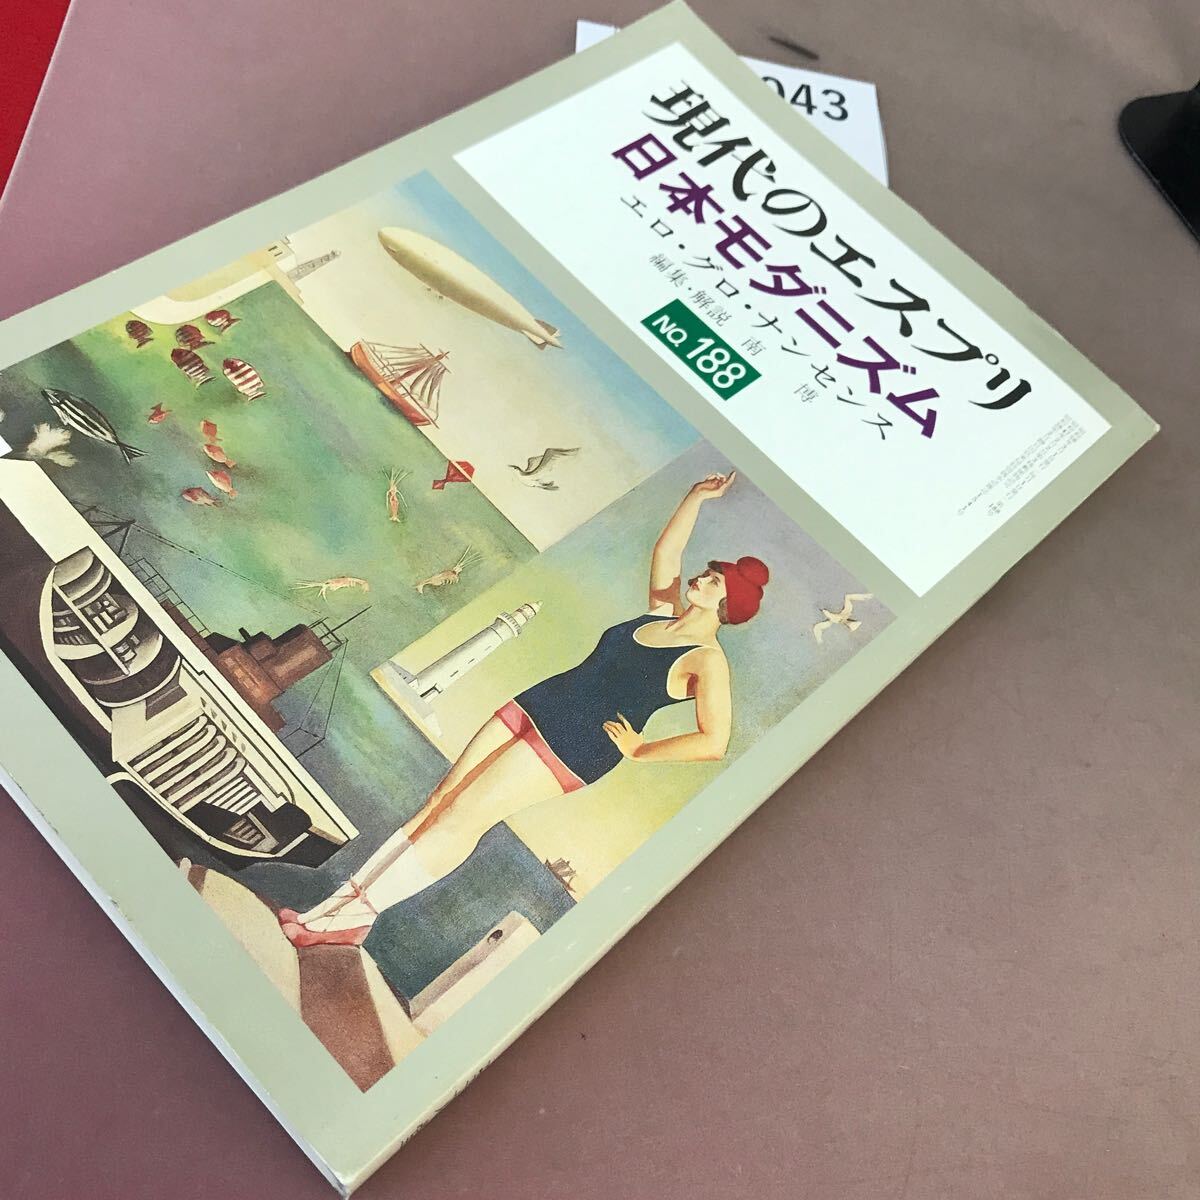 043
現代のエスプリ
日本モダニズム
エロ・グロ・ナンセンス
編集・解説 南 博
NO. 188